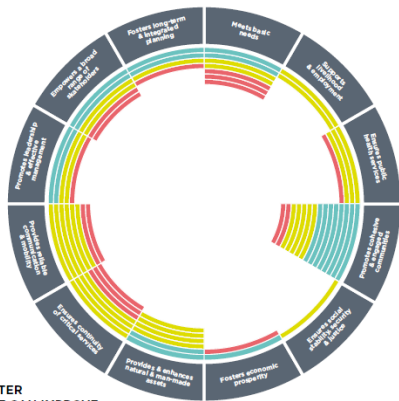 Meets basic
needs
Supports
livelihood
& employment
Ensures public
health services
Promotes cohesive
& engaged
communities
Ensures social
stability, security
& justice
Fosters economic
prosperity
Provides & enhances
natural & man-made
assets
Ensures continuity
of critical services
Provides reliable
communication
& mobility
Promotes leadership
& effective
management
Empowers a broad
range of
stakeholders
Fosters long-term
& integrated
planning
TER